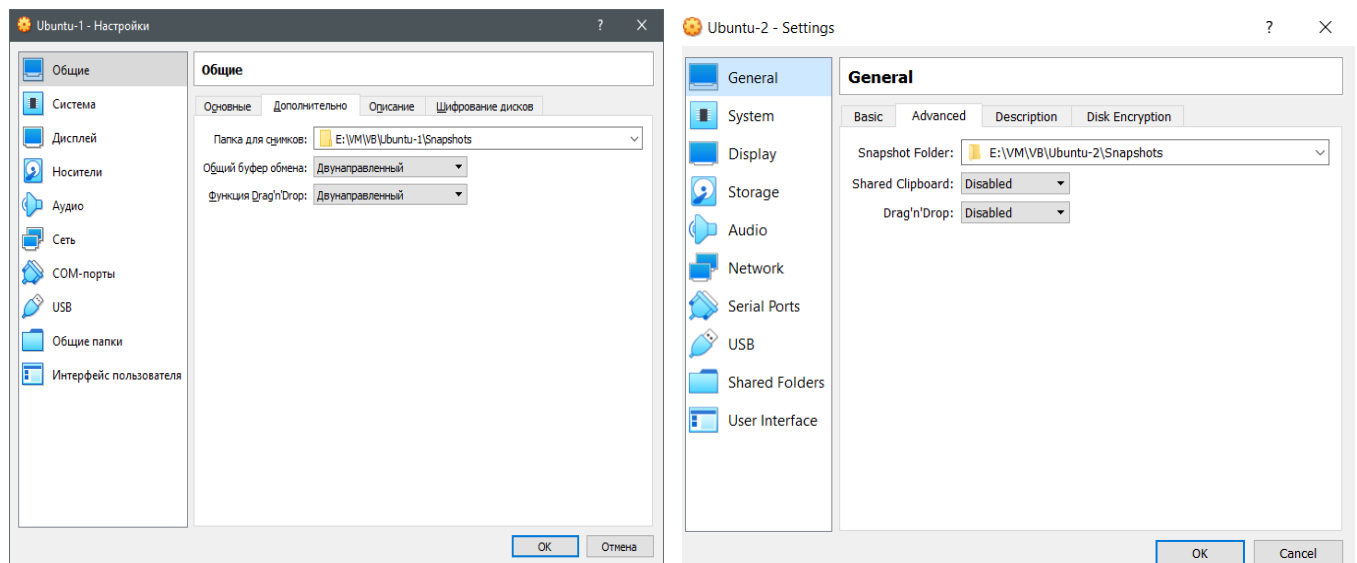 Ubuntu-1 - Настройки
?
Общие
Система
Дисплей
Носители
Аудио
Сеть
COM-порты
USB
Общие папки
Интерфейс пользователя
Общие
Основные Дополнительно Описание Шифрование дисков
Папка для снимков: E:\VM\VB\Ubuntu-1\Snapshots
Общий буфер обмена: Двунаправленный
Функция Drag'n'Drop: Двунаправленный
OK Отмена
Ubuntu-2 - Settings
?
General
System
Display
Storage
Audio
Network
Serial Ports
USB
Shared Folders
User Interface
General
Basic Advanced Description Disk Encryption
Snapshot Folder: E:\VM\VB\Ubuntu-2\Snapshots
Shared Clipboard: Disabled
Drag'n'Drop: Disabled
OK Cancel